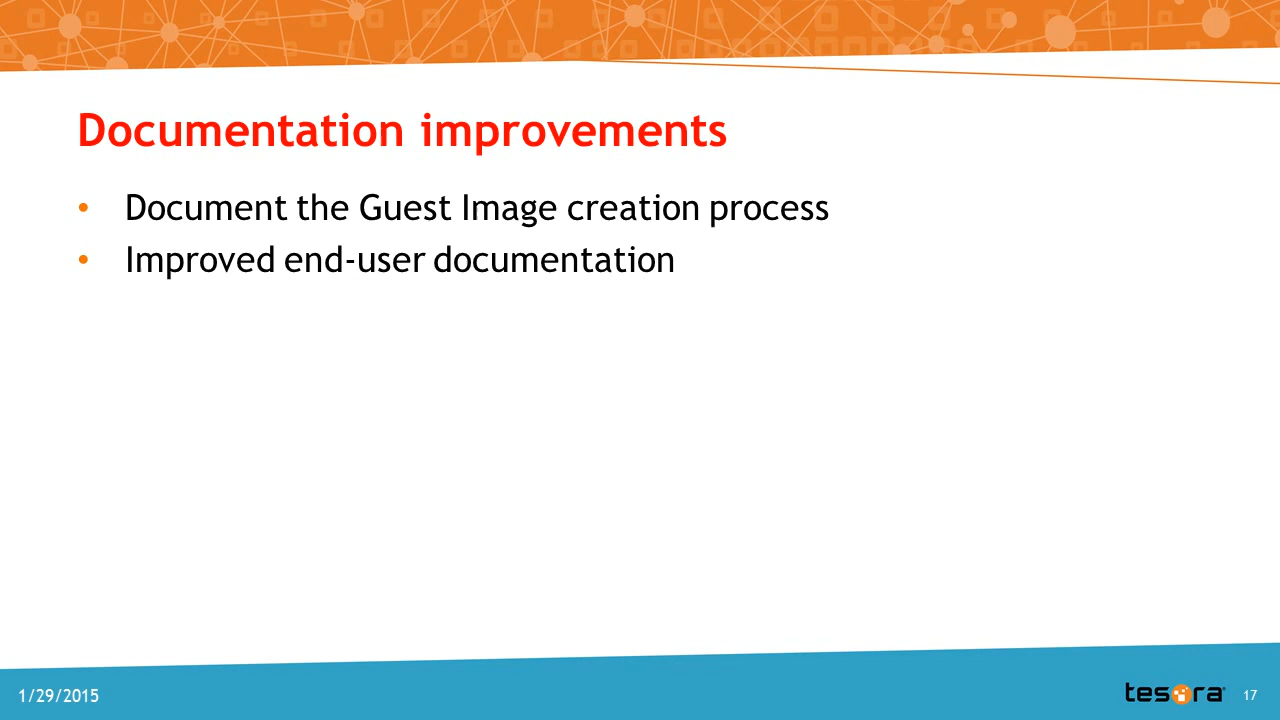 Documentation improvements
• Document the Guest Image creation process
• Improved end-user documentation
1/29/2015
tesora
17